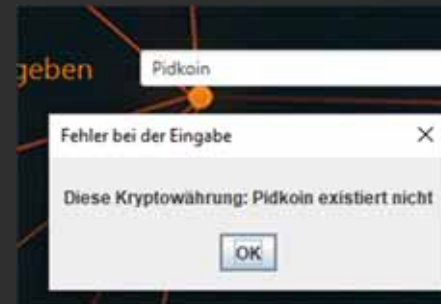 geben
Pidkoin
Fehler bei der Eingabe
Diese Kryptowährung: Pidkoin existiert nicht
OK